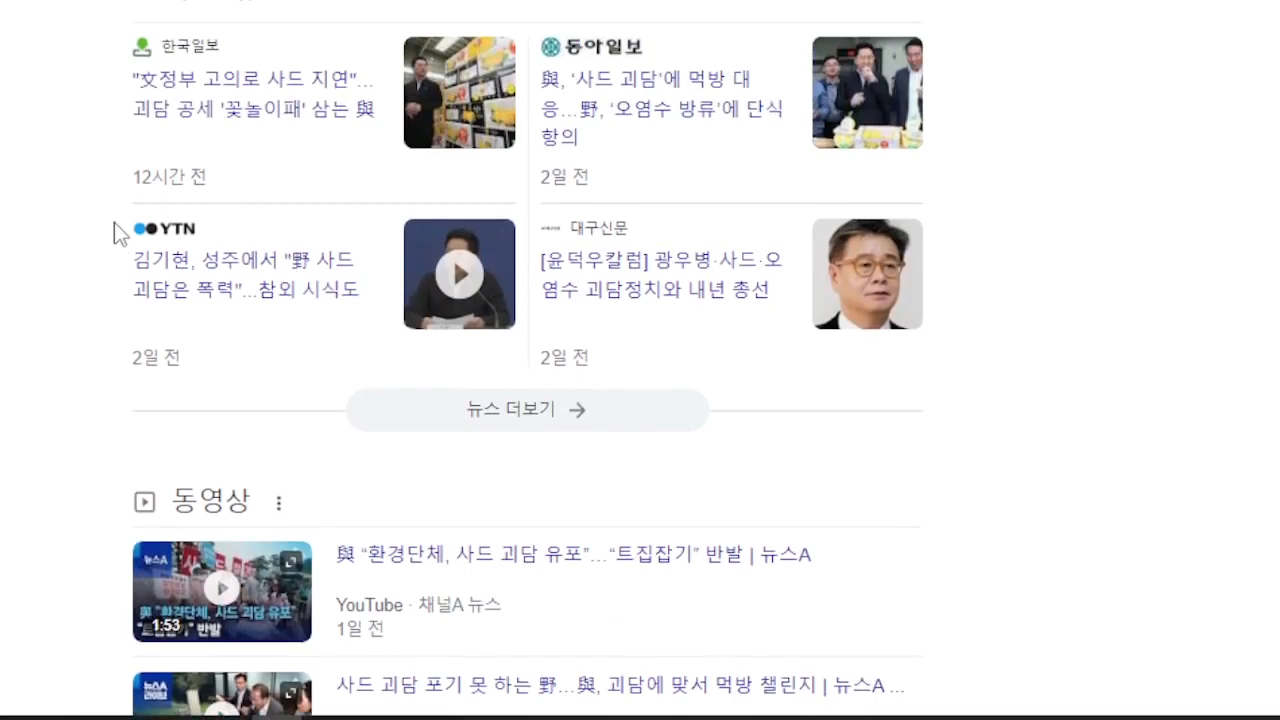 한국일보
"文정부 고의로 사드 지연"...
괴담 공세 '꽃놀이패' 삼는 與
12시간 전
동아일보
與, ‘사드 괴담’에 먹방 대
응…野, ‘오염수 방류’에 단식
항의
2일 전
YTN
김기현, 성주에서 "野 사드
괴담은 폭력"...참외 시식도
2일 전
대구신문
[윤덕우칼럼] 광우병·사드·오
염수 괴담정치와 내년 총선
2일 전
뉴스 더보기
동영상
뉴스A
與 "환경단체, 사드 괴담 유포"
"트집잡기" 반발
1:53
與 “환경단체, 사드 괴담 유포”…“트집잡기” 반발 | 뉴스A
YouTube · 채널A 뉴스
1일 전
뉴스A
라이브
사드 괴담 포기 못 하는 野…與, 괴담에 맞서 먹방 챌린지 | 뉴스A ...